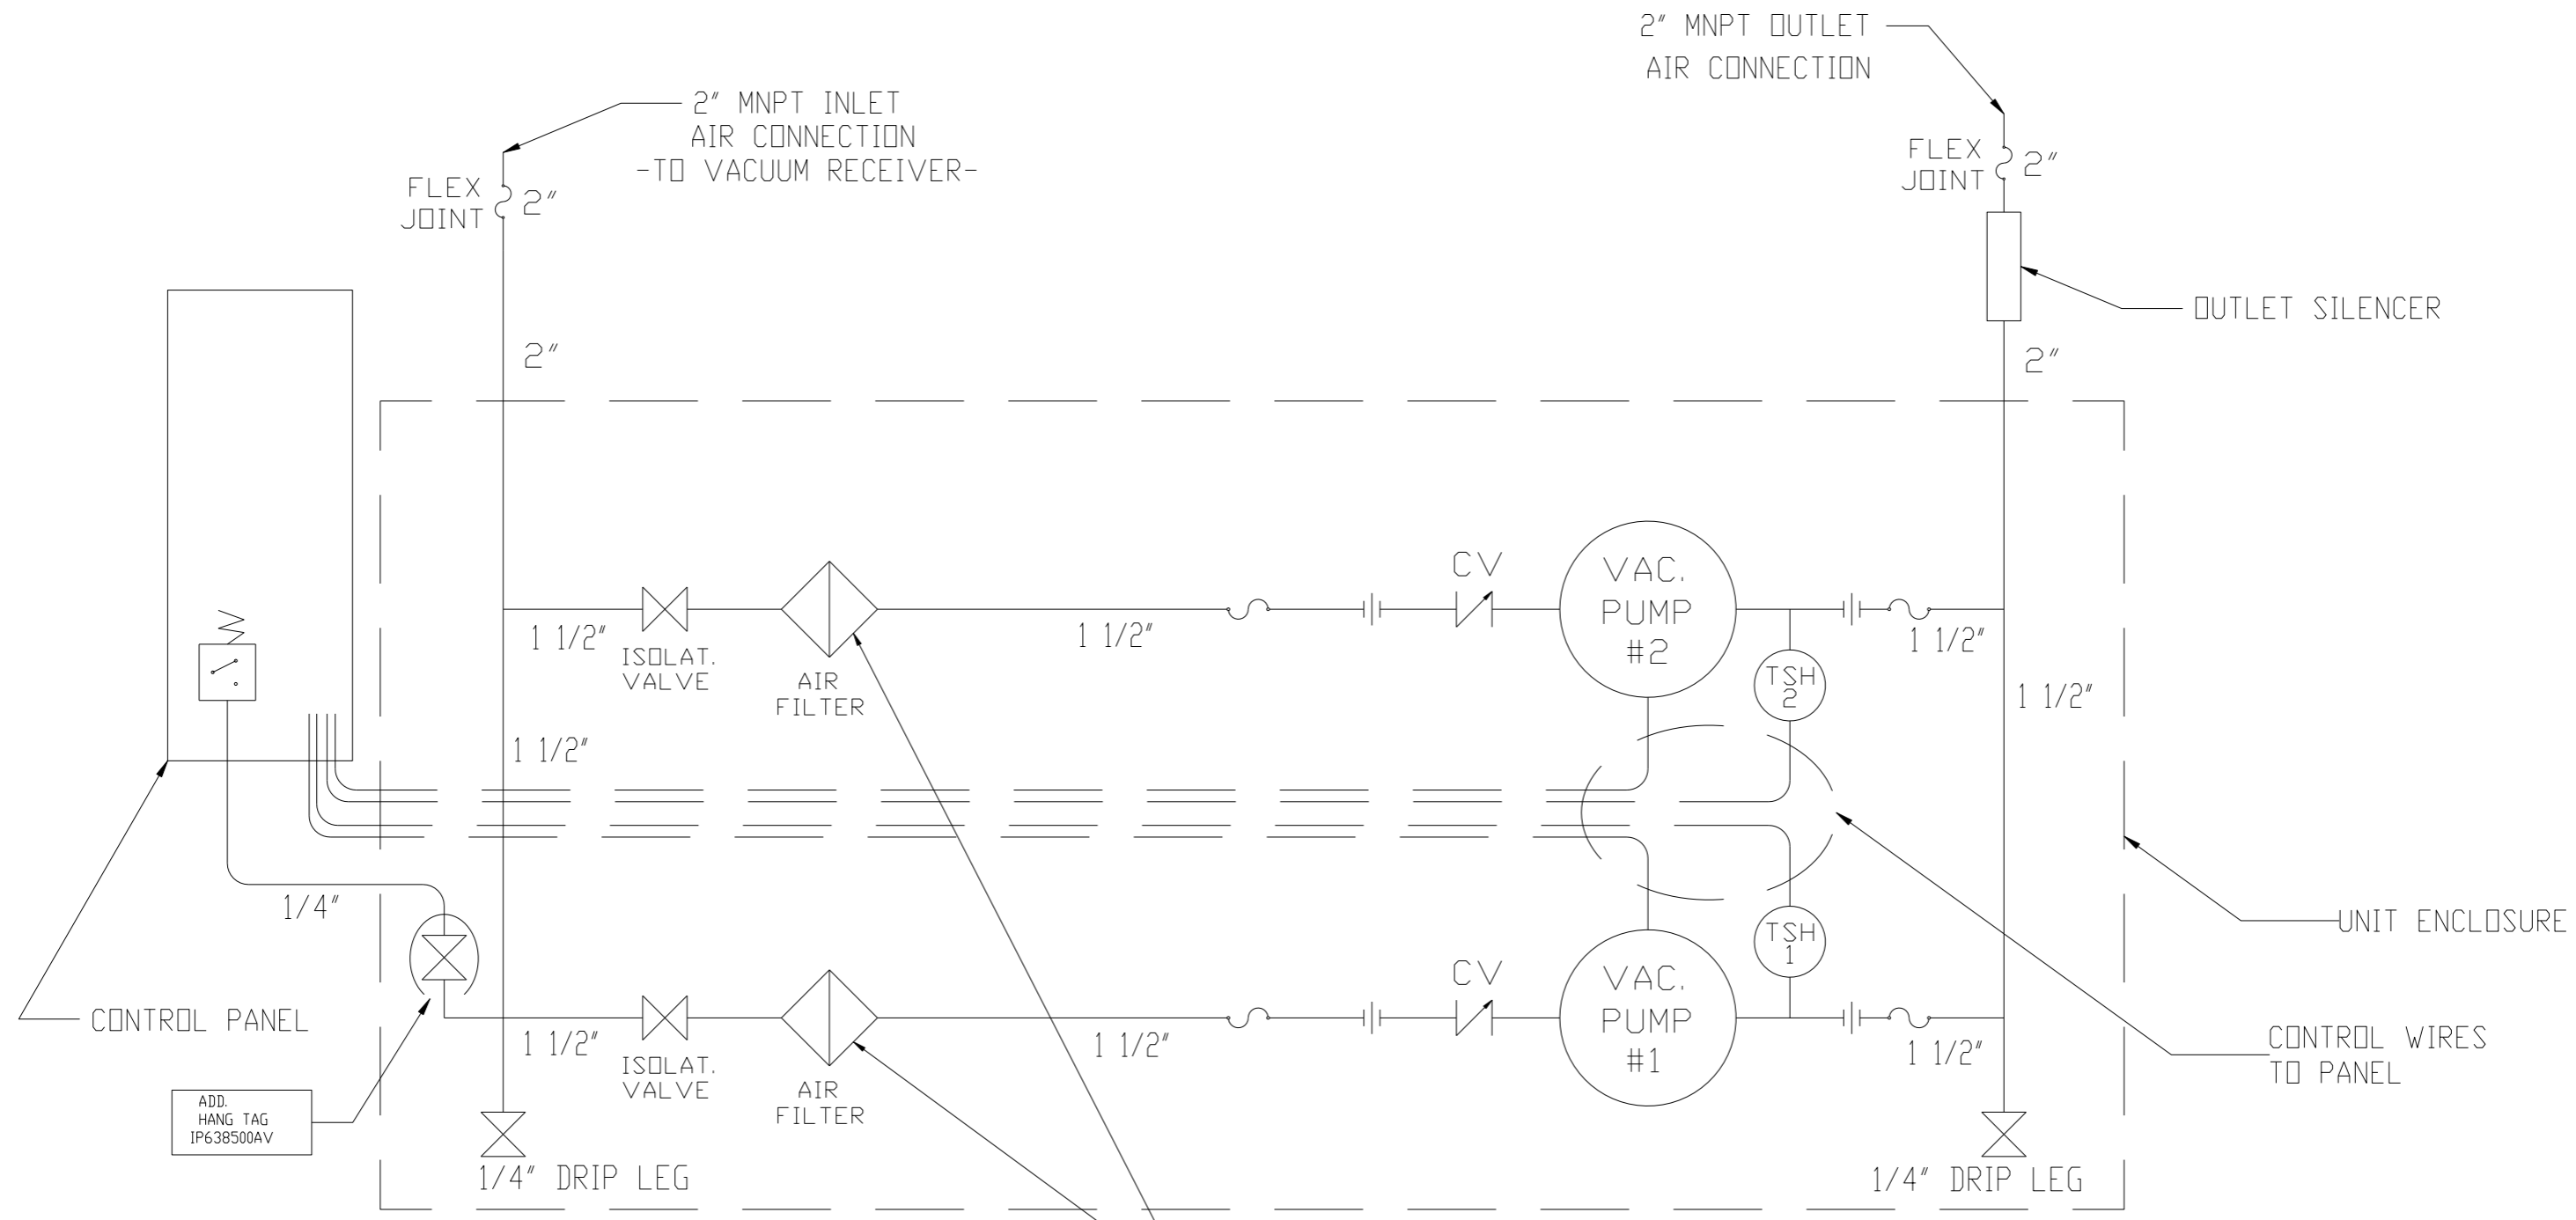 2" MNPT OUTLET
AIR CONNECTION
2" MNPT INLET
AIR CONNECTION
-TO VACUUM RECEIVER-
FLEX
JOINT
2"
FLEX
JOINT
2"
OUTLET SILENCER
2"
2"
CV
VAC.
PUMP
#2
1 1/2"
ISOLAT.
VALVE
AIR
FILTER
1 1/2"
TSH
2
1 1/2"
1 1/2"
1 1/2"
1/4"
UNIT ENCLOSURE
CONTROL PANEL
CV
VAC.
PUMP
#1
1 1/2"
ISOLAT.
VALVE
AIR
FILTER
1 1/2"
TSH
1
1 1/2"
CONTROL WIRES
TO PANEL
ADD.
HANG TAG
IP638500AV
1/4" DRIP LEG
1/4" DRIP LEG